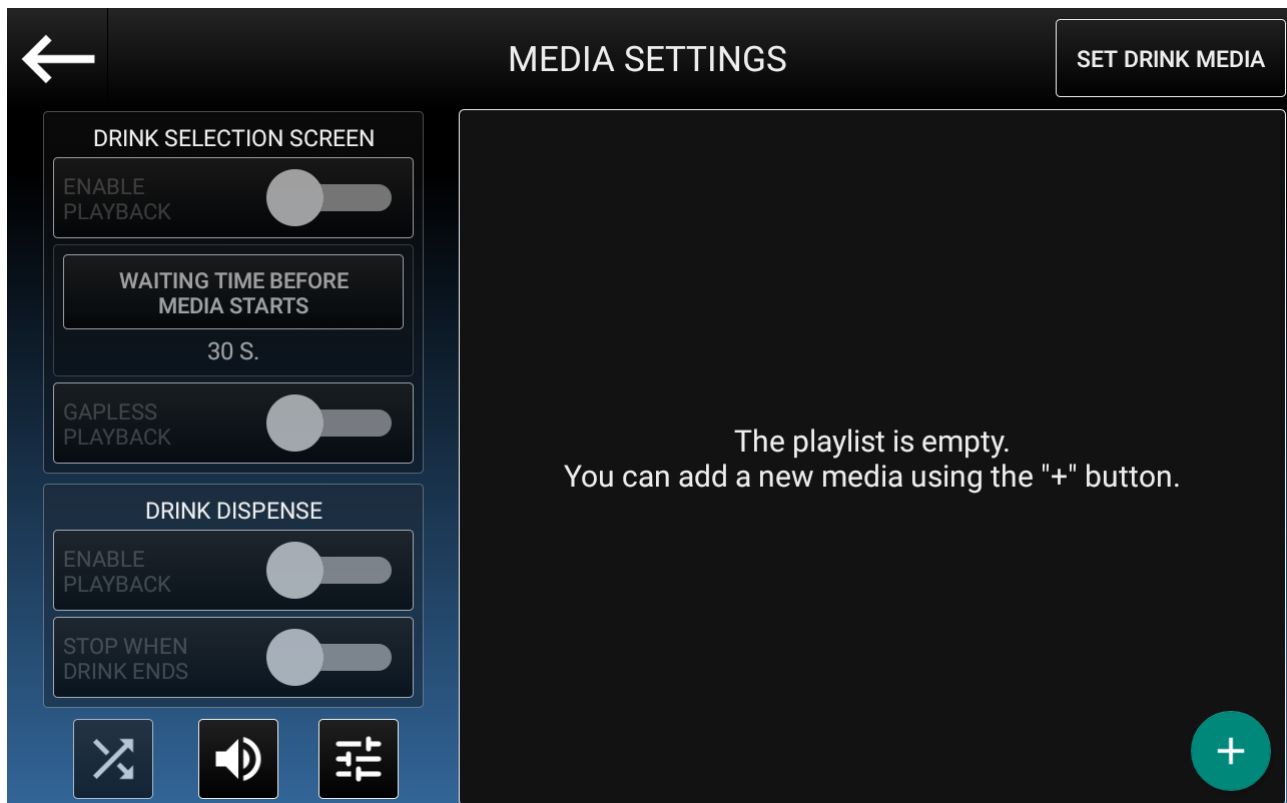 MEDIA SETTINGS
SET DRINK MEDIA
DRINK SELECTION SCREEN
ENABLE
PLAYBACK
WAITING TIME BEFORE
MEDIA STARTS
30 S.
GAPLESS
PLAYBACK
DRINK DISPENSE
ENABLE
PLAYBACK
STOP WHEN
DRINK ENDS
The playlist is empty.
You can add a new media using the "+" button.
+